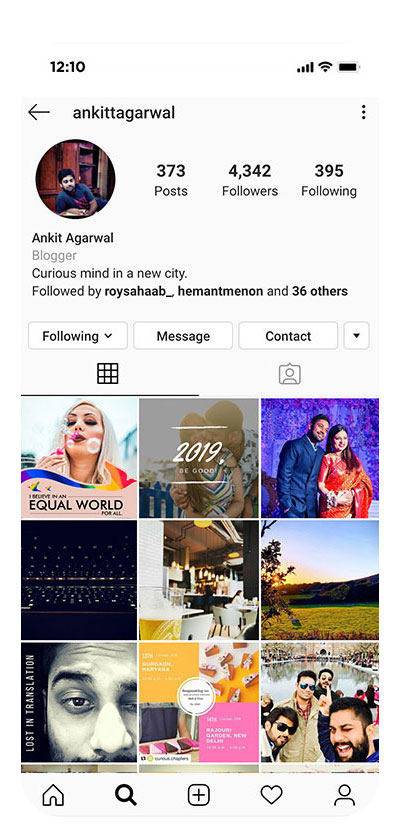 12:10
ankittagarwal
373 4,342 395
Posts Followers Following
Ankit Agarwal
Blogger
Curious mind in a new city.
Followed by roysahaab_, hemantmenon and 36 others
Following Message Contact
I BELIEVE IN AN
EQUAL WORLD
FOR ALL.
2019,
BE GOOD!
LOST IN TRANSLATION
13TH
GURGAON,
HARYANA
14TH
RAJOURI
GARDEN, NEW
DELHI
curious.chapters